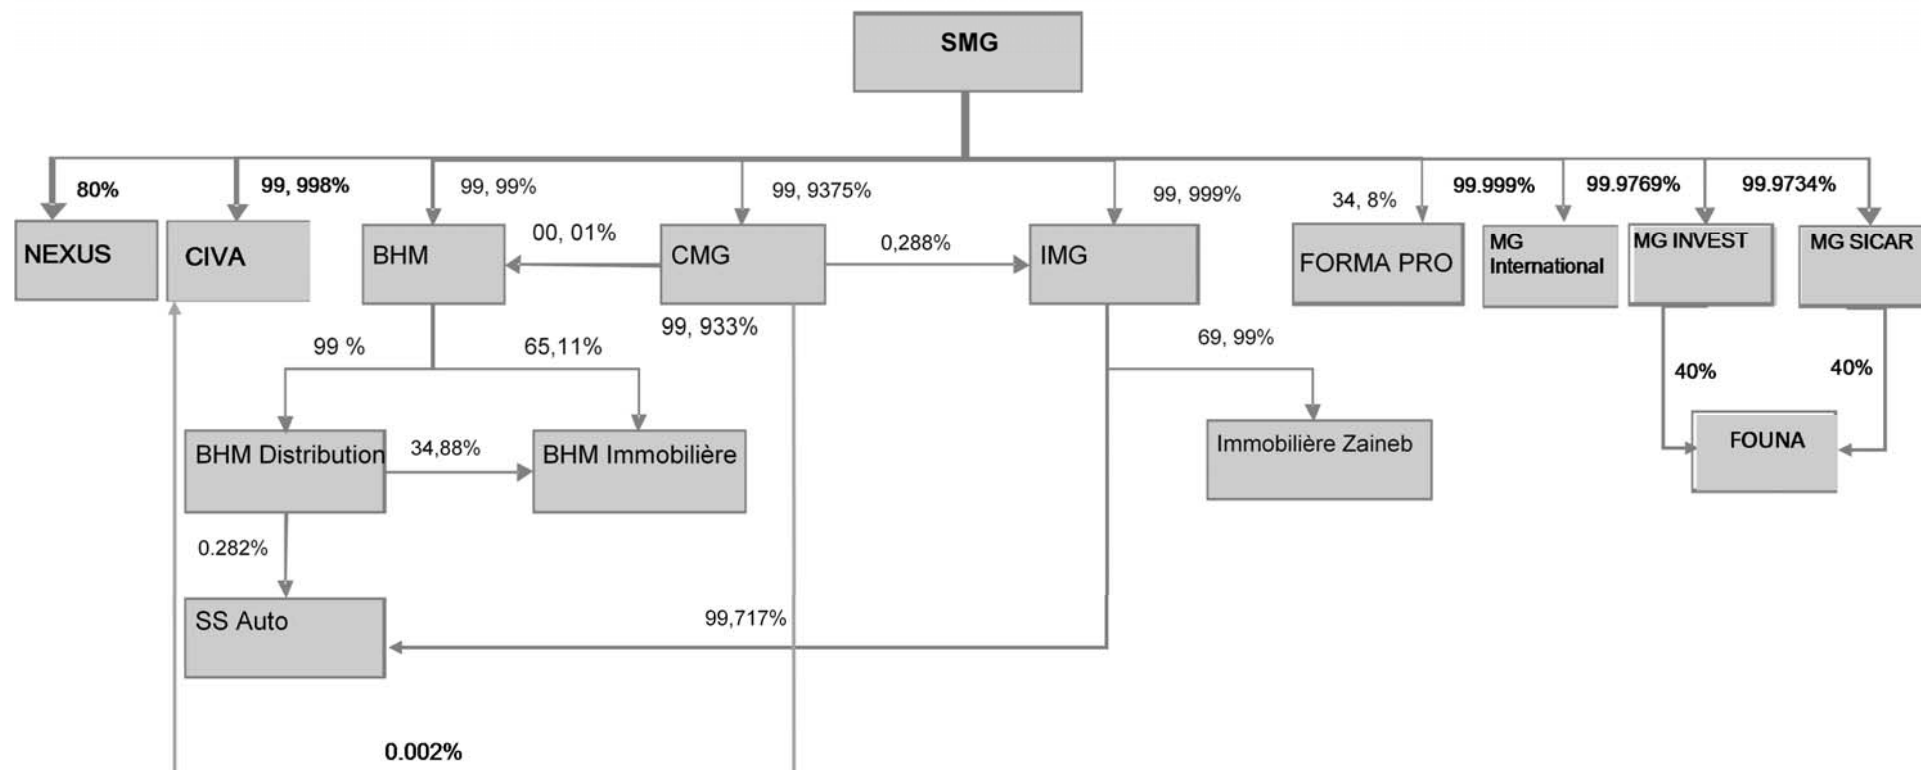 SMG
80%
99, 998%
99, 99%
99, 9375%
99, 999%
34, 8%
99.999%
99.9769%
99.9734%
NEXUS
CIVA
BHM
00, 01%
CMG
0,288%
IMG
FORMA PRO
MG
International
MG INVEST
MG SICAR
99, 933%
99 %
65,11%
69, 99%
40%
40%
BHM Distribution
34,88%
BHM Immobilière
Immobilière Zaineb
FOUNA
0.282%
SS Auto
99,717%
0.002%